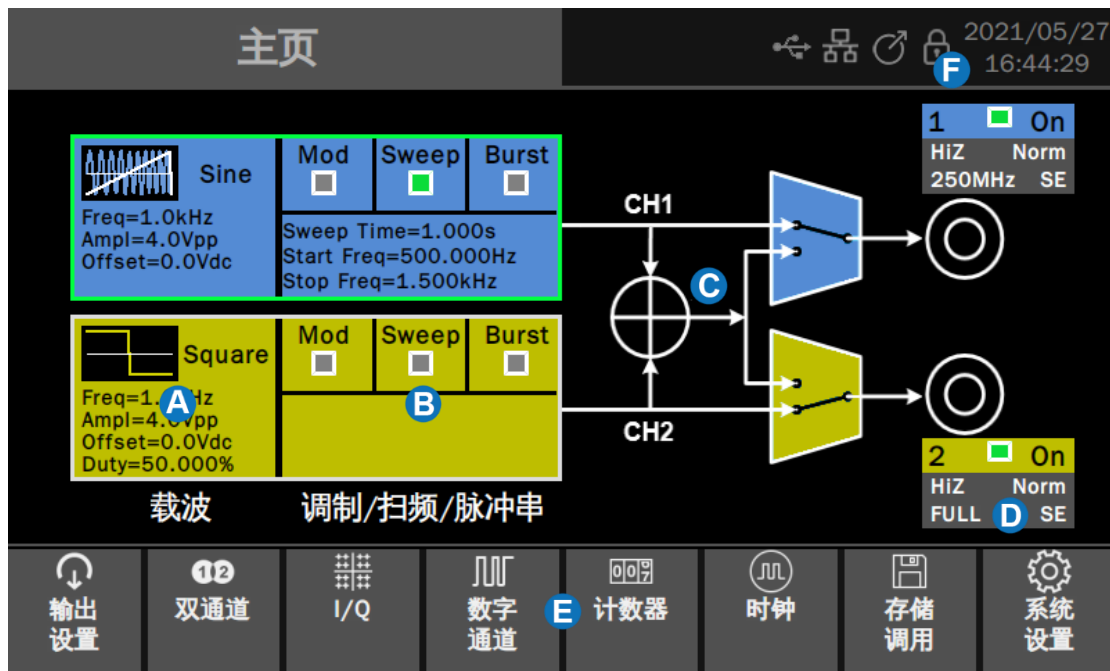 主页
2021/05/27
16:44:29
F
1 On
HiZ Norm
250MHz SE
Sine
Freq=1.0kHz
Ampl=4.0Vpp
Offset=0.0Vdc
Mod Sweep Burst
Sweep Time=1.000s
Start Freq=500.000Hz
Stop Freq=1.500kHz
CH1
C
Square
Ampl=4.0Vpp
Offset=0.0Vdc
Duty=50.000%
A
Mod Sweep Burst
B
CH2
2 On
HiZ Norm
FULL D SE
载波
调制/扫频/脉冲串
输出
设置
双通道
I/Q
数字
通道
E
计数器
时钟
存储
调用
系统
设置